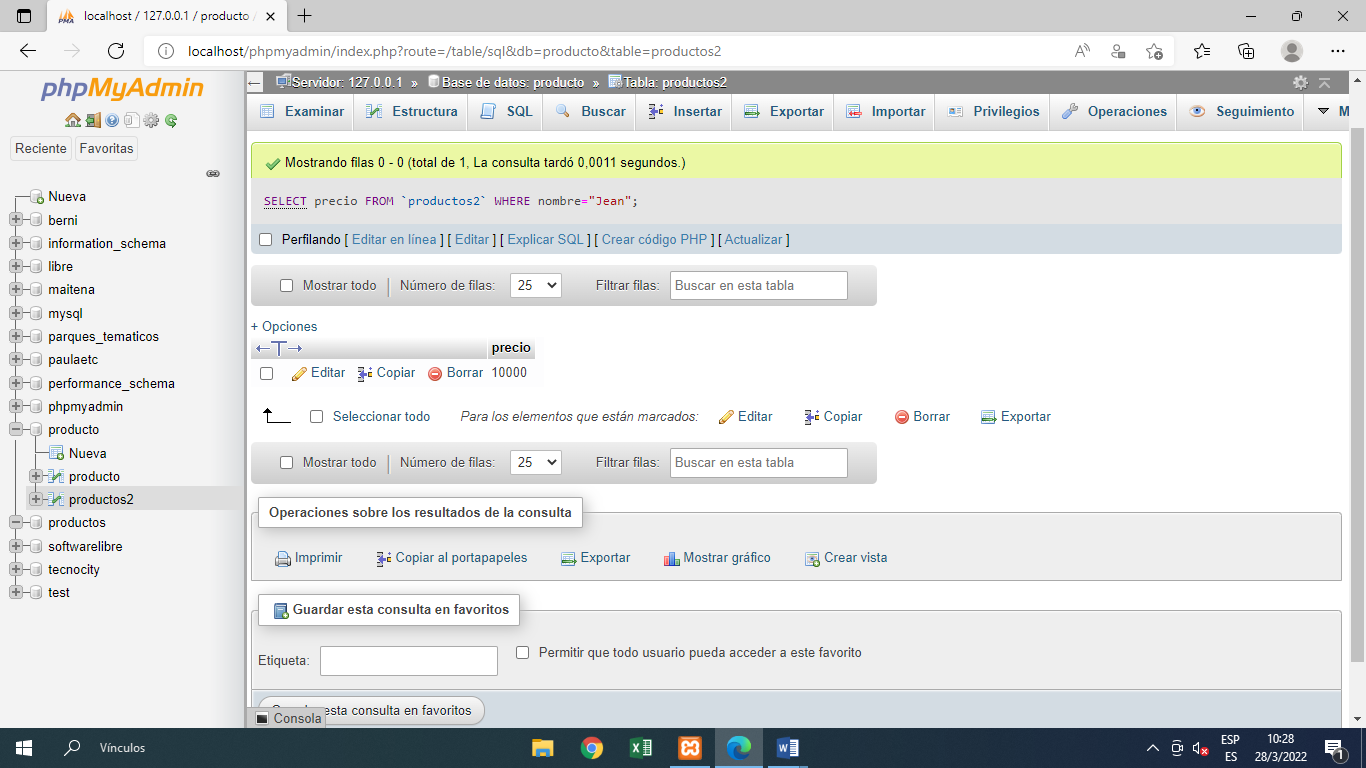 localhost / 127.0.0.1 / producto /
localhost/phpmyadmin/index.php?route=/table/sql&db=producto&table=productos2
phpMyAdmin
Reciente
Favoritas
Nueva
berni
information_schema
libre
maitena
mysql
parques_tematicos
paulaetc
performance_schema
phpmyadmin
producto
Nueva
producto
productos2
productos
softwarelibre
tecnocity
test
Servidor: 127.0.0.1 » Base de datos: producto » Tabla: productos2
Examinar Estructura SQL Buscar Insertar Exportar Importar Privilegios Operaciones Seguimiento M
Mostrando filas 0 - 0 (total de 1, La consulta tardó 0,0011 segundos.)
SELECT precio FROM `productos2` WHERE nombre="Jean";
Perfilando [ Editar en línea ] [ Editar ] [ Explicar SQL ] [ Crear código PHP ] [ Actualizar ]
Mostrar todo Número de filas: 25 Filtrar filas: Buscar en esta tabla
+ Opciones
←T→ precio
Editar Copiar Borrar 10000
Seleccionar todo Para los elementos que están marcados: Editar Copiar Borrar Exportar
Mostrar todo Número de filas: 25 Filtrar filas: Buscar en esta tabla
Operaciones sobre los resultados de la consulta
Imprimir Copiar al portapapeles Exportar Mostrar gráfico Crear vista
Guardar esta consulta en favoritos
Etiqueta: Permitir que todo usuario pueda acceder a este favorito
esta consulta en favoritos
Consola
Vínculos
ESP
ES
10:28
28/3/2022
1